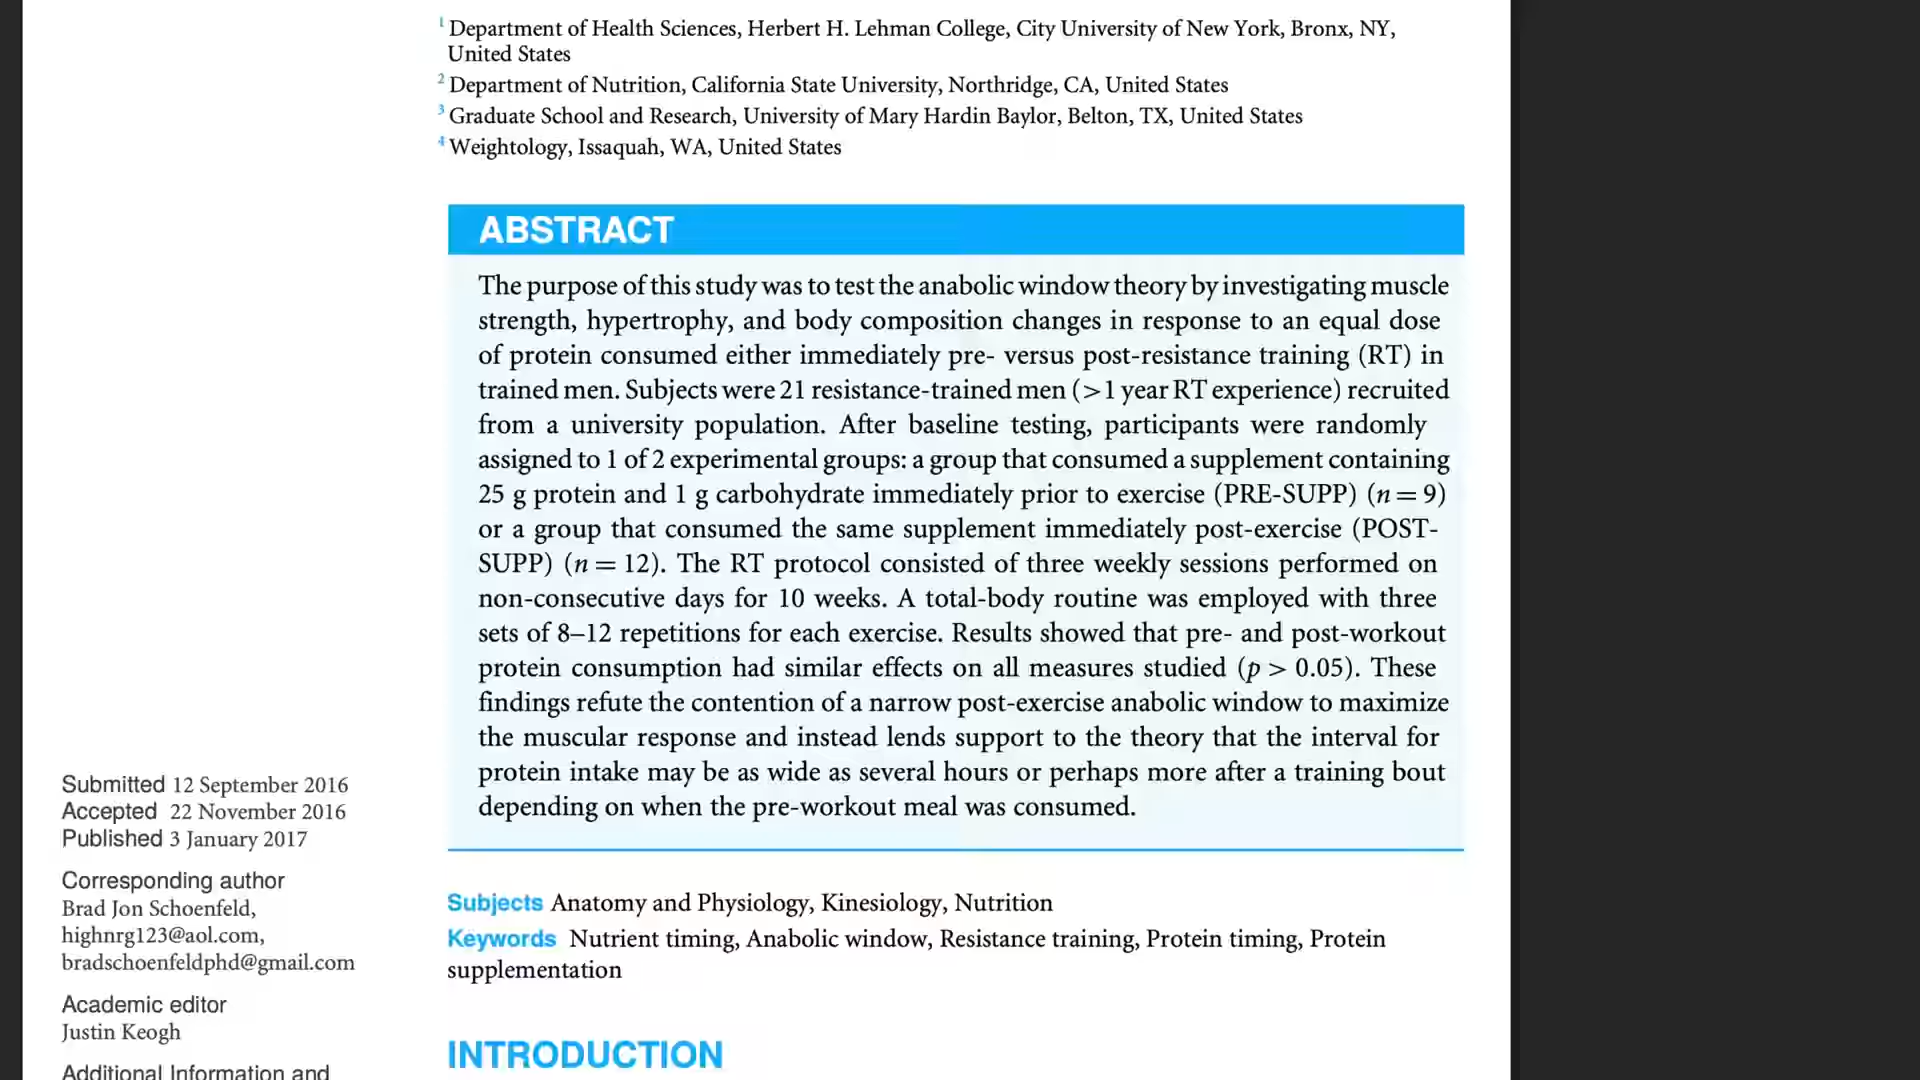 1 Department of Health Sciences, Herbert H. Lehman College, City University of New York, Bronx, NY,
United States
2 Department of Nutrition, California State University, Northridge, CA, United States
3 Graduate School and Research, University of Mary Hardin Baylor, Belton, TX, United States
4 Weightology, Issaquah, WA, United States
ABSTRACT
The purpose of this study was to test the anabolic window theory by investigating muscle
strength, hypertrophy, and body composition changes in response to an equal dose
of protein consumed either immediately pre- versus post-resistance training (RT) in
trained men. Subjects were 21 resistance-trained men (>1 year RT experience) recruited
from a university population. After baseline testing, participants were randomly
assigned to 1 of 2 experimental groups: a group that consumed a supplement containing
25 g protein and 1 g carbohydrate immediately prior to exercise (PRE-SUPP) (n = 9)
or a group that consumed the same supplement immediately post-exercise (POST-
SUPP) (n = 12). The RT protocol consisted of three weekly sessions performed on
non-consecutive days for 10 weeks. A total-body routine was employed with three
sets of 8–12 repetitions for each exercise. Results showed that pre- and post-workout
protein consumption had similar effects on all measures studied (p > 0.05). These
findings refute the contention of a narrow post-exercise anabolic window to maximize
the muscular response and instead lends support to the theory that the interval for
protein intake may be as wide as several hours or perhaps more after a training bout
depending on when the pre-workout meal was consumed.
Submitted 12 September 2016
Accepted 22 November 2016
Published 3 January 2017
Corresponding author
Brad Jon Schoenfeld,
highnrg123@aol.com,
bradschoenfeldphd@gmail.com
Academic editor
Justin Keogh
Additional Information and
Subjects Anatomy and Physiology, Kinesiology, Nutrition
Keywords Nutrient timing, Anabolic window, Resistance training, Protein timing, Protein
supplementation
INTRODUCTION